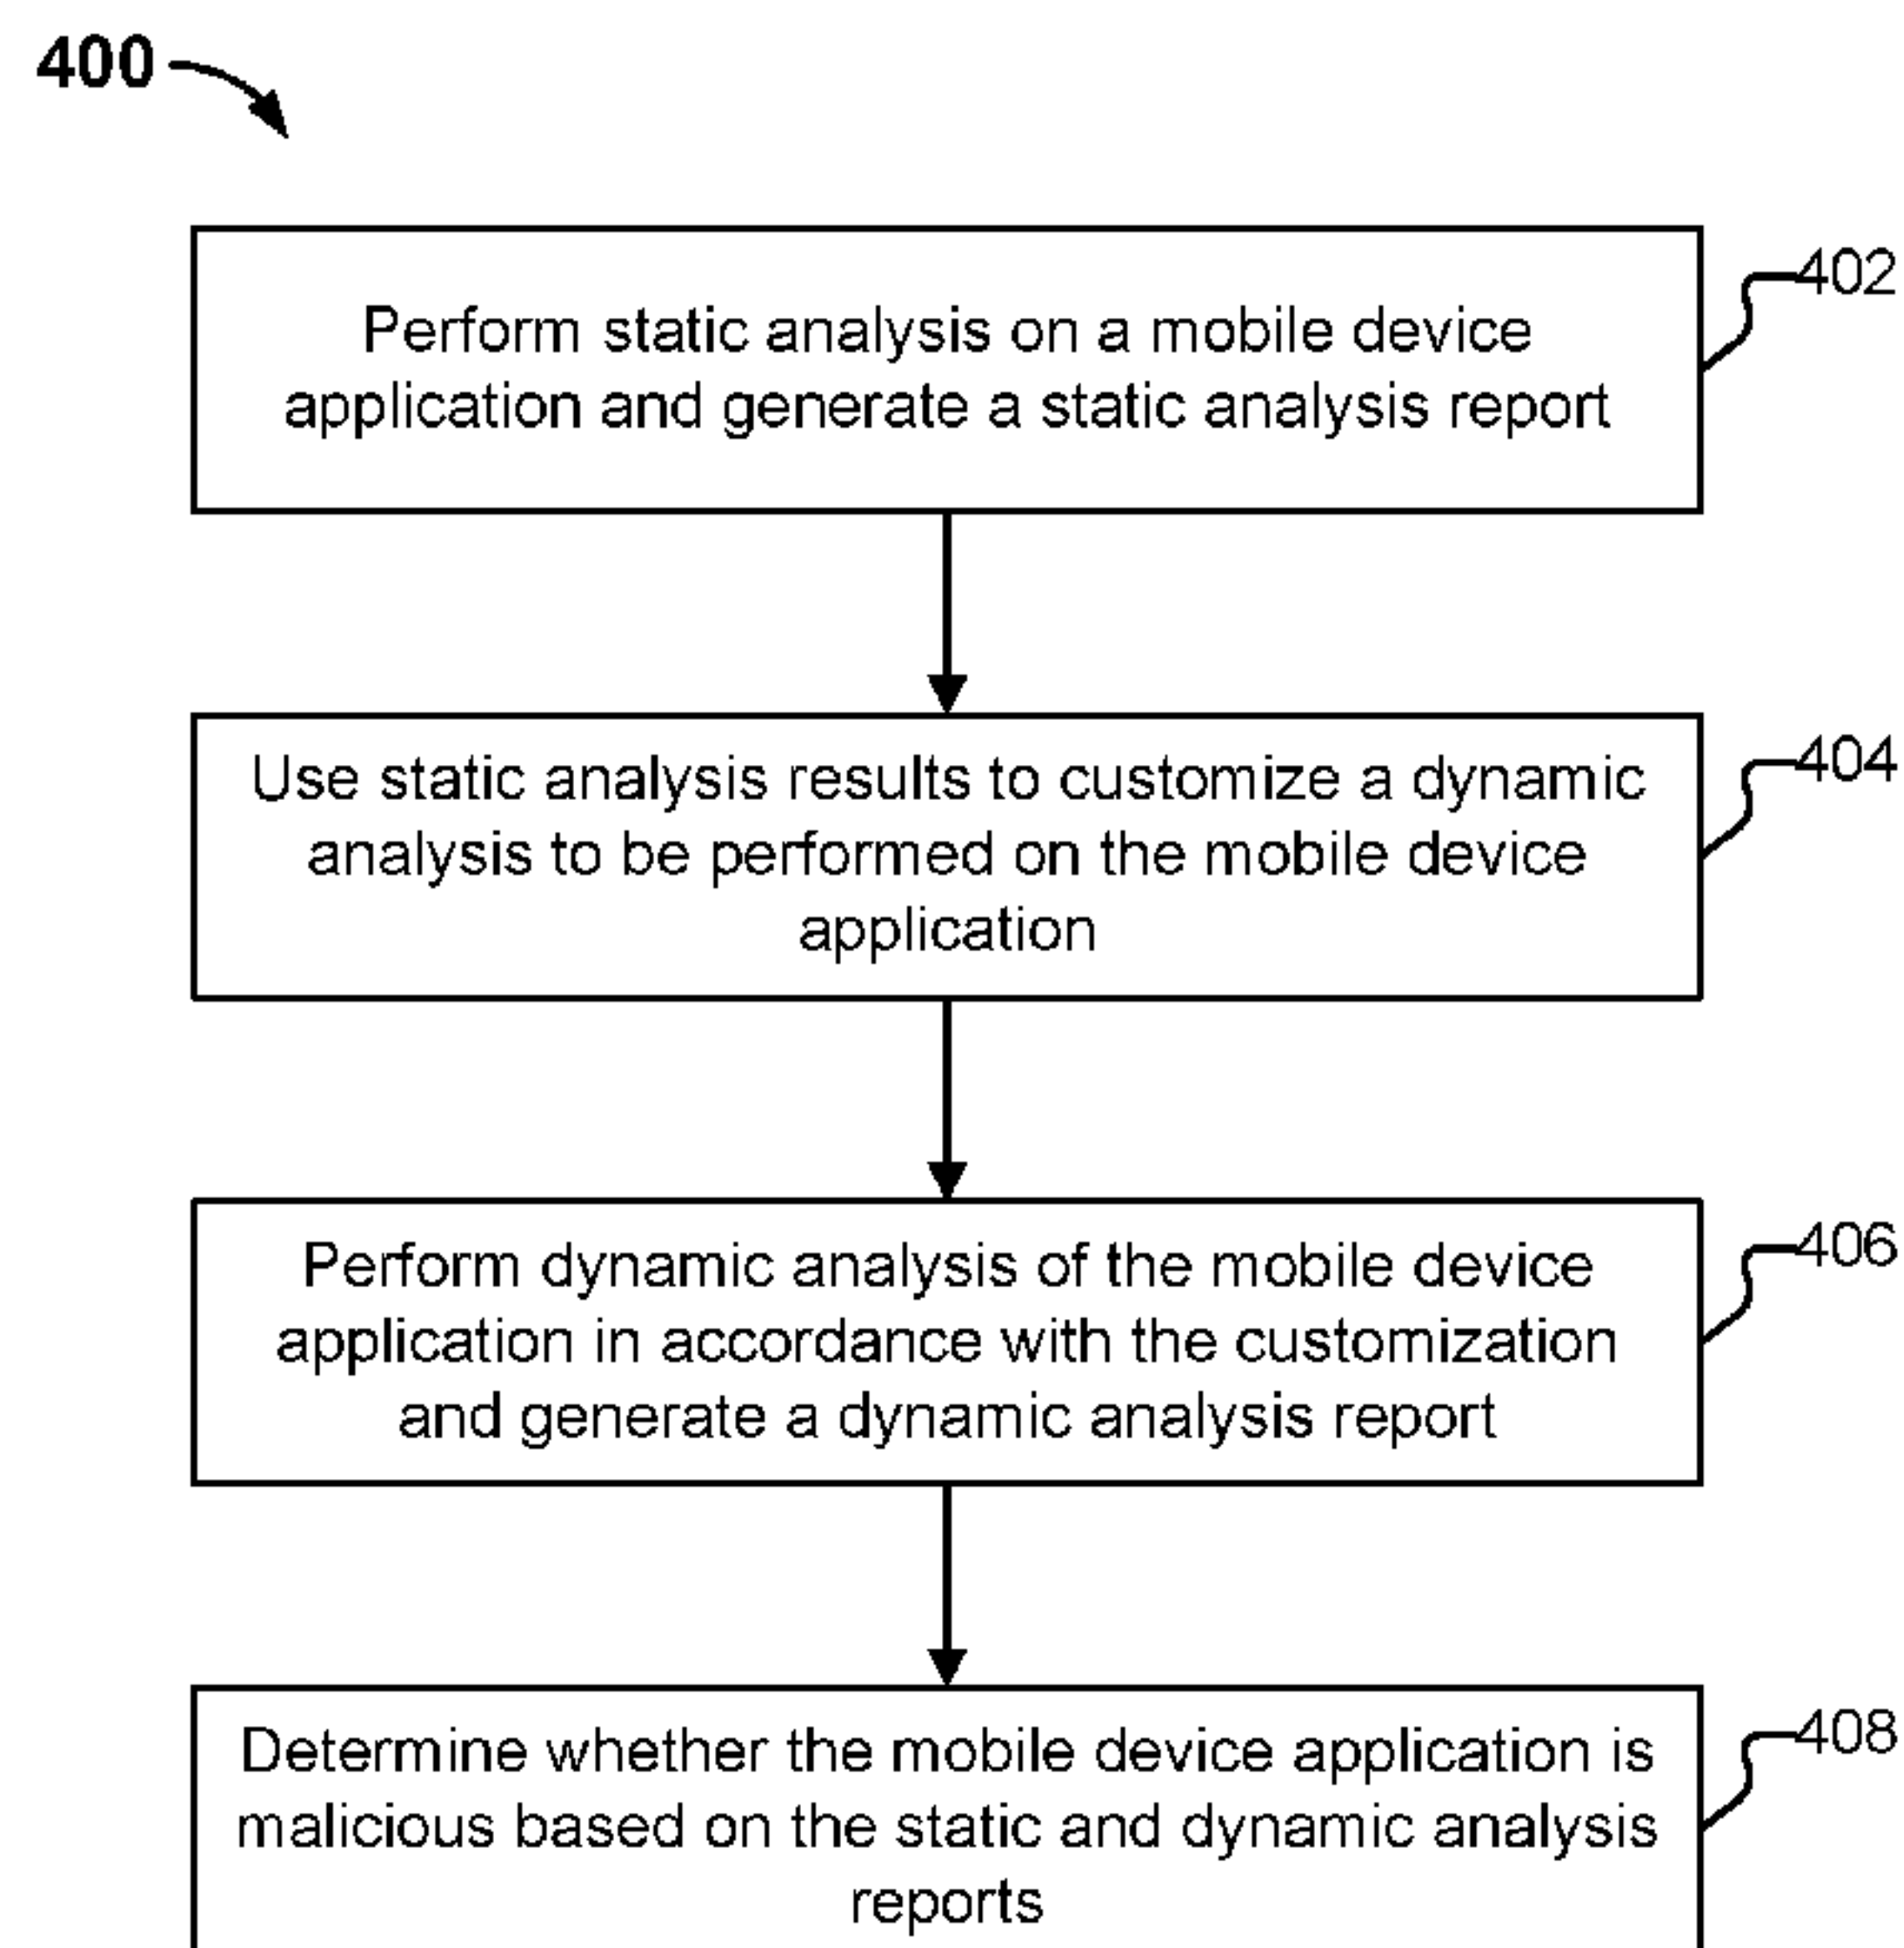 400
402
Perform static analysis on a mobile device
application and generate a static analysis report
404
Use static analysis results to customize a dynamic
analysis to be performed on the mobile device
application
406
Perform dynamic analysis of the mobile device
application in accordance with the customization
and generate a dynamic analysis report
408
Determine whether the mobile device application is
malicious based on the static and dynamic analysis
reports